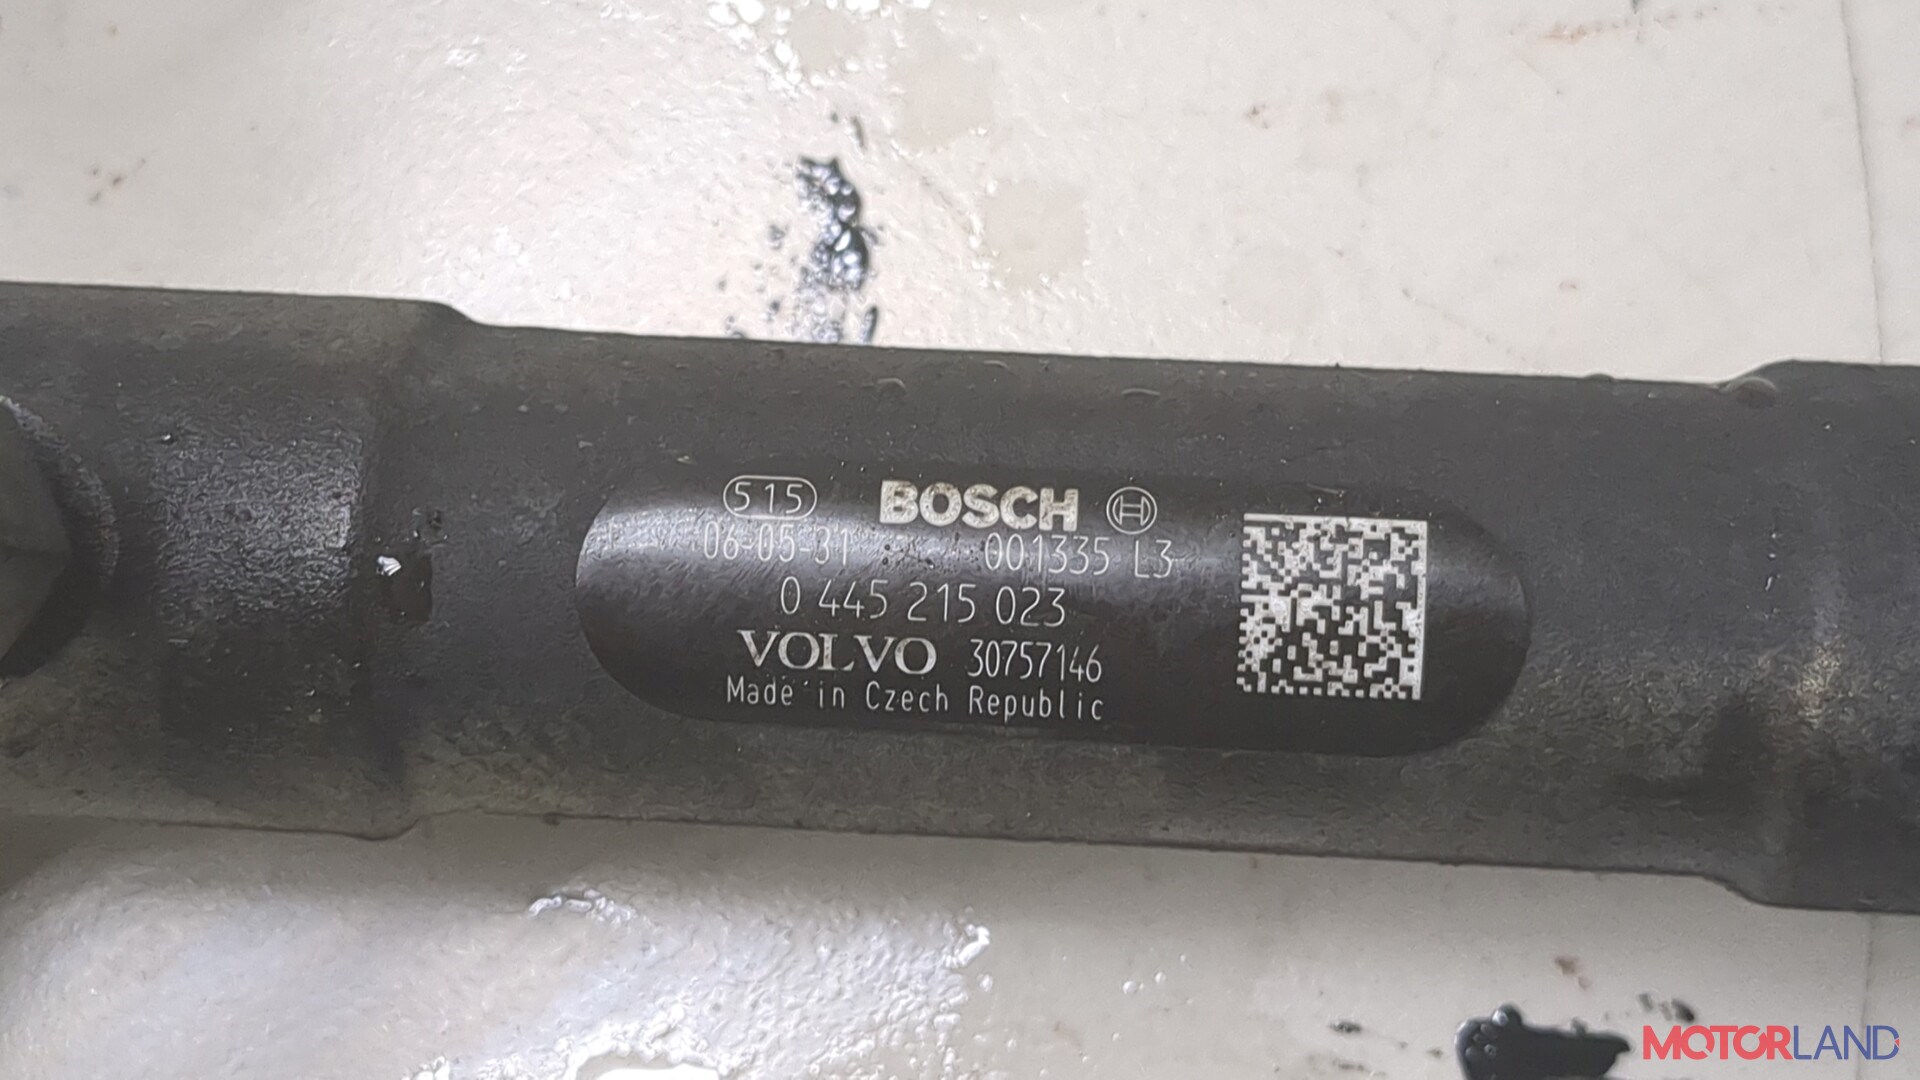 515 BOSCH
06-05-31 001335 L3
0 445 215 023
VOLVO 30757146
Made in Czech Republic
MOTORLAND